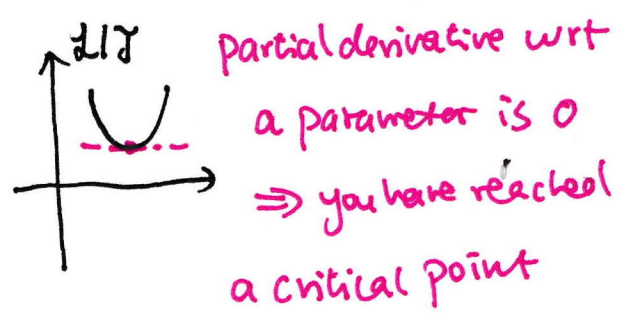 ℒ/𝒥
partial derivative wrt
a parameter is 0
⇒ you have reached
a critical point